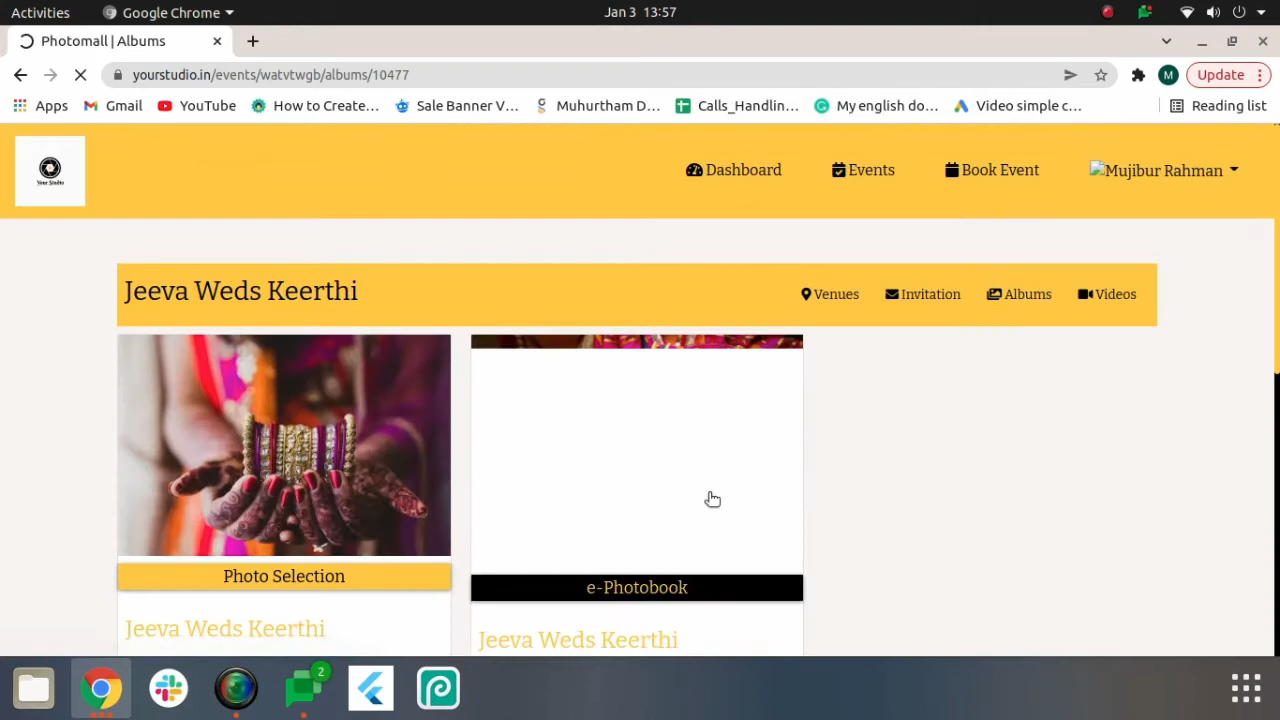 Activities
Google Chrome
Jan 3 13:57
Photomall | Albums
yourstudio.in/events/watvtwgb/albums/10477
M
Update
Apps
Gmail
YouTube
How to Create...
Sale Banner V...
Muhurtham D...
Calls_Handlin...
My english do...
Video simple c...
Reading list
Your Studio
Dashboard
Events
Book Event
Mujibur Rahman
Jeeva Weds Keerthi
Venues
Invitation
Albums
Videos
Photo Selection
e-Photobook
Jeeva Weds Keerthi
Jeeva Weds Keerthi
2